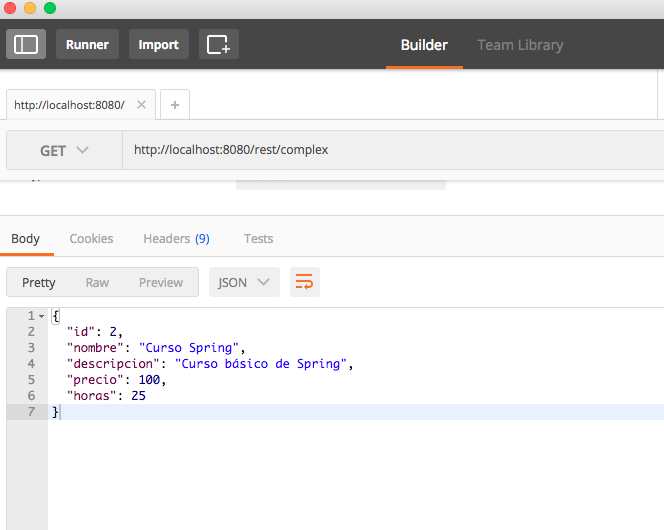 Runner Import Builder Team Library
http://localhost:8080/ × +
GET http://localhost:8080/rest/complex
Body Cookies Headers (9) Tests
Pretty Raw Preview JSON
1 {
2 "id": 2,
3 "nombre": "Curso Spring",
4 "descripcion": "Curso básico de Spring",
5 "precio": 100,
6 "horas": 25
7 }